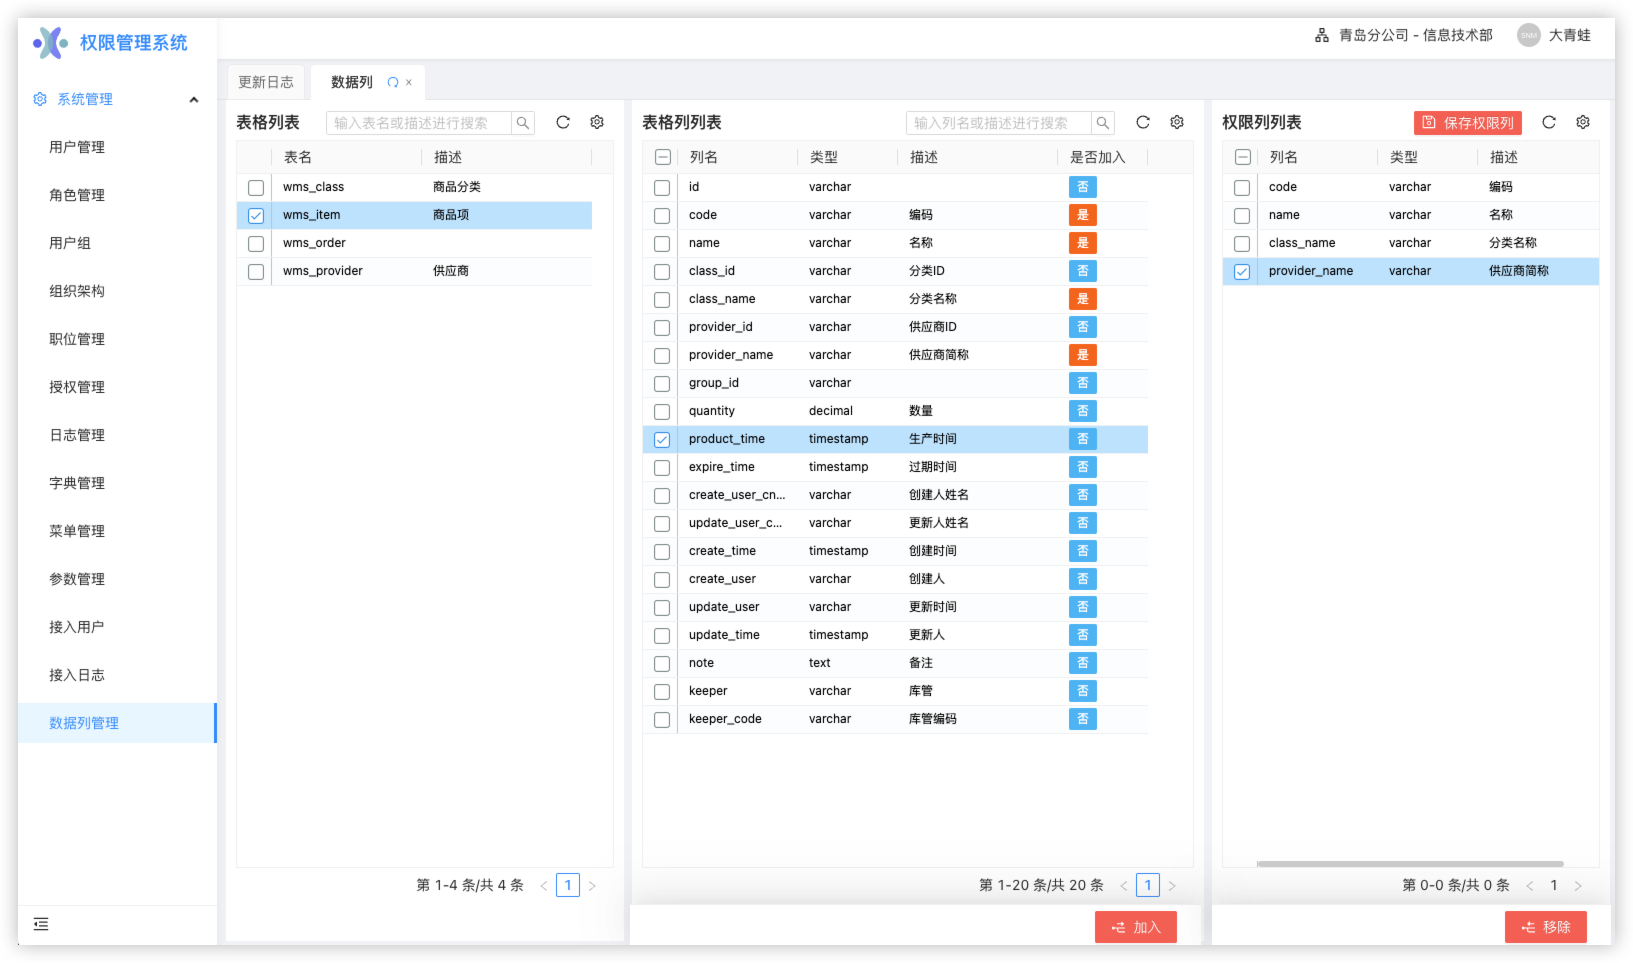 权限管理系统
青岛分公司 - 信息技术部
SNM
大青蛙
系统管理
用户管理
角色管理
用户组
组织架构
职位管理
授权管理
日志管理
字典管理
菜单管理
参数管理
接入用户
接入日志
数据列管理
更新日志
数据列
表格列表
输入表名或描述进行搜索
表名 描述
wms_class 商品分类
wms_item 商品项
wms_order
wms_provider 供应商
第 1-4 条/共 4 条 < 1 >
表格列列表
输入列名或描述进行搜索
列名 类型 描述 是否加入
id varchar 否
code varchar 编码 是
name varchar 名称 是
class_id varchar 分类ID 否
class_name varchar 分类名称 是
provider_id varchar 供应商ID 否
provider_name varchar 供应商简称 是
group_id varchar 否
quantity decimal 数量 否
product_time timestamp 生产时间 否
expire_time timestamp 过期时间 否
create_user_cn... varchar 创建人姓名 否
update_user_c... varchar 更新人姓名 否
create_time timestamp 创建时间 否
create_user varchar 创建人 否
update_user varchar 更新时间 否
update_time timestamp 更新人 否
note text 备注 否
keeper varchar 库管 否
keeper_code varchar 库管编码 否
第 1-20 条/共 20 条 < 1 >
加入
权限列列表
保存权限列
列名 类型 描述
code varchar 编码
name varchar 名称
class_name varchar 分类名称
provider_name varchar 供应商简称
第 0-0 条/共 0 条 < 1 >
移除